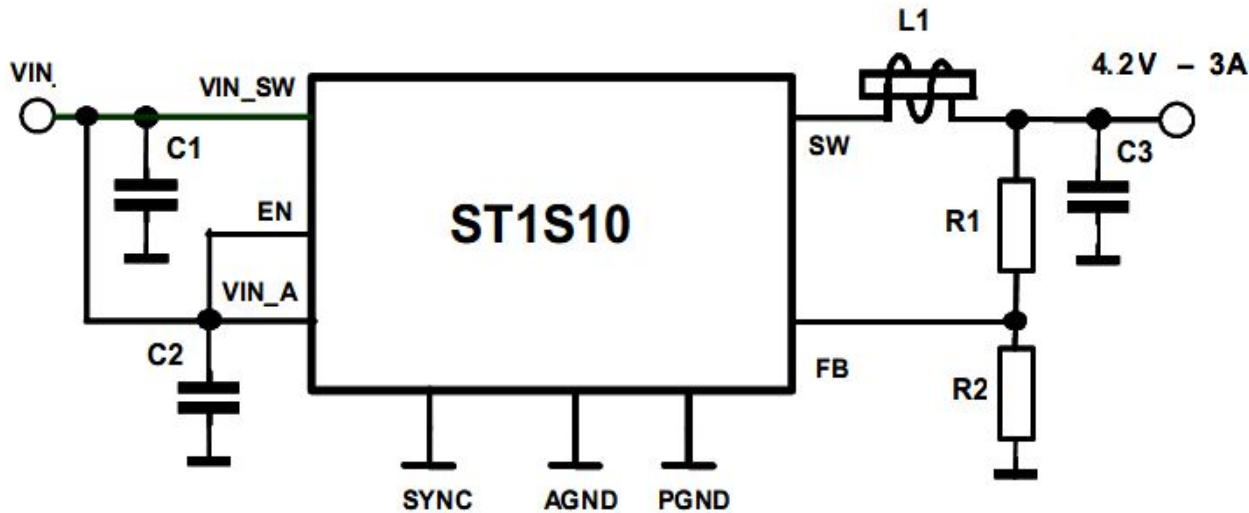 L1
VIN
VIN_SW
4.2V – 3A
C1
SW
C3
EN
ST1S10
R1
VIN_A
C2
FB
R2
SYNC
AGND
PGND